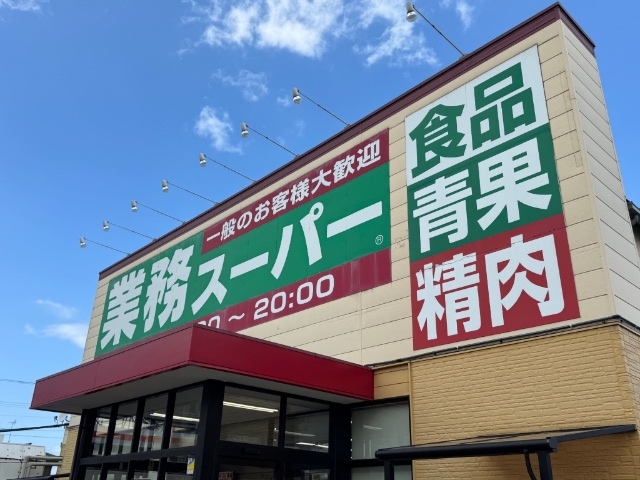 一般のお客様大歓迎
業務スーパー®
00 ～ 20:00
食品
青果
精肉